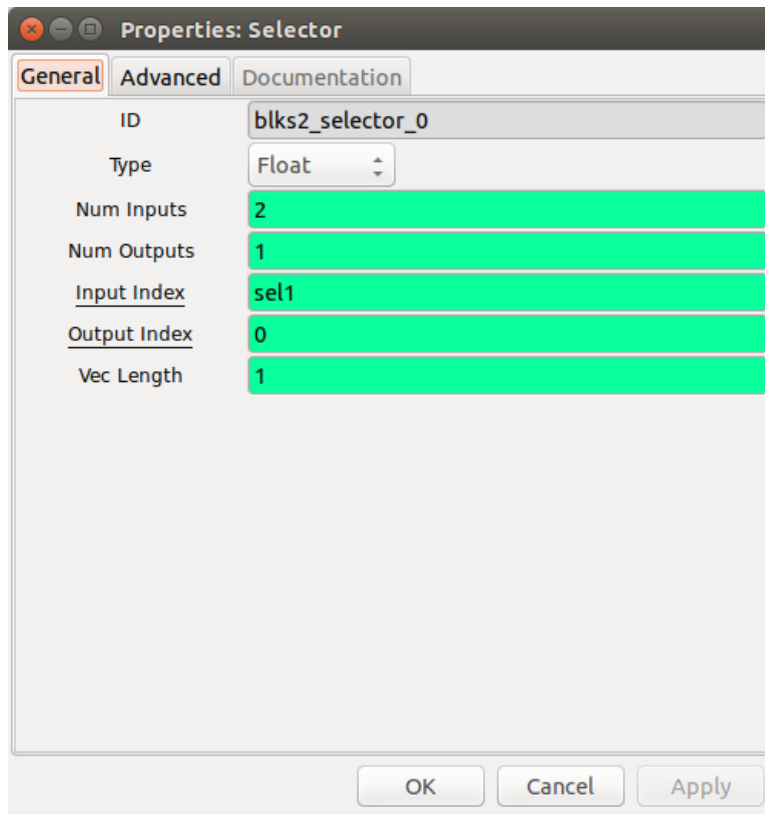 Properties: Selector
General Advanced Documentation
ID blks2_selector_0
Type Float
Num Inputs 2
Num Outputs 1
Input Index sel1
Output Index 0
Vec Length 1
OK Cancel Apply